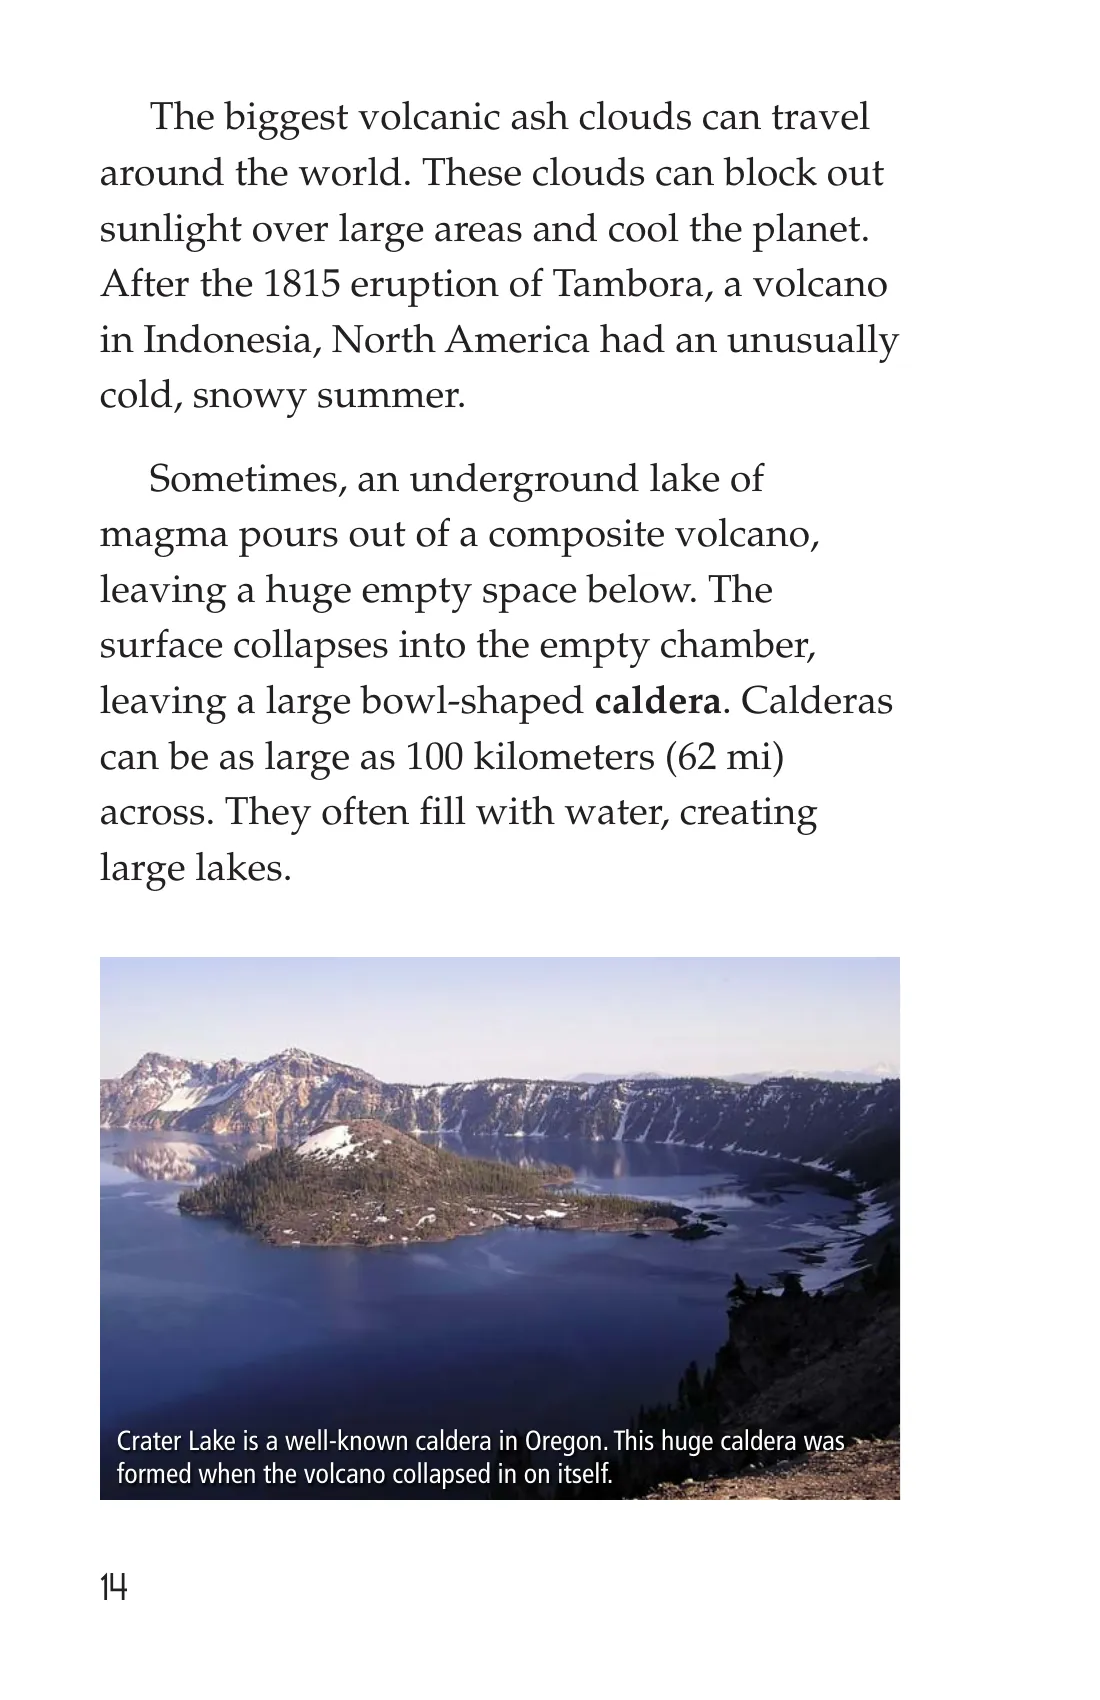 The biggest volcanic ash clouds can travel
around the world. These clouds can block out
sunlight over large areas and cool the planet.
After the 1815 eruption of Tambora, a volcano
in Indonesia, North America had an unusually
cold, snowy summer.
Sometimes, an underground lake of
magma pours out of a composite volcano,
leaving a huge empty space below. The
surface collapses into the empty chamber,
leaving a large bowl-shaped caldera. Calderas
can be as large as 100 kilometers (62 mi)
across. They often fill with water, creating
large lakes.
Crater Lake is a well-known caldera in Oregon. This huge caldera was
formed when the volcano collapsed in on itself.
14